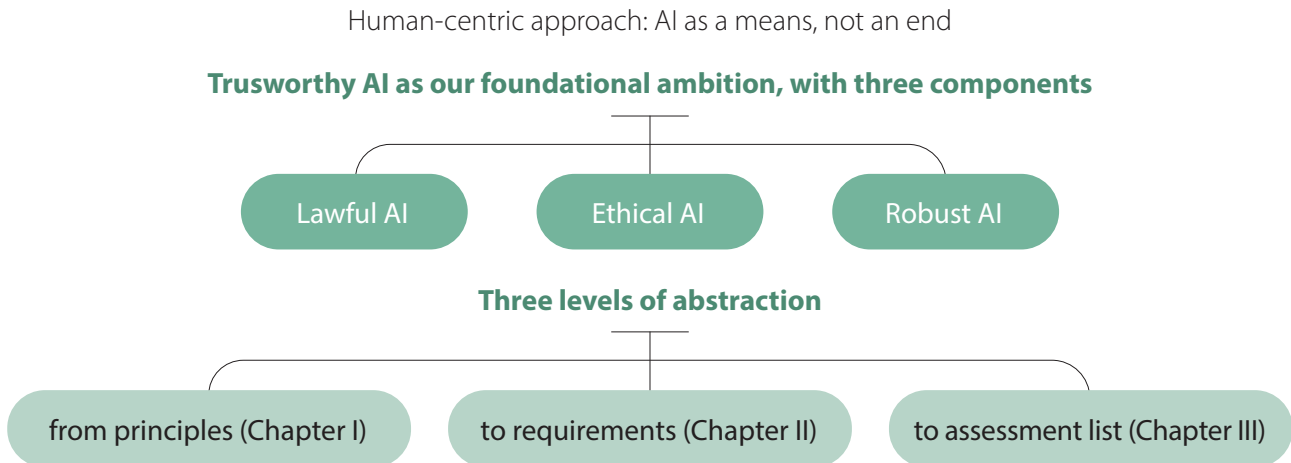 Human-centric approach: AI as a means, not an end
Trusworthy AI as our foundational ambition, with three components
Lawful AI
Ethical AI
Robust AI
Three levels of abstraction
from principles (Chapter I)
to requirements (Chapter II)
to assessment list (Chapter III)